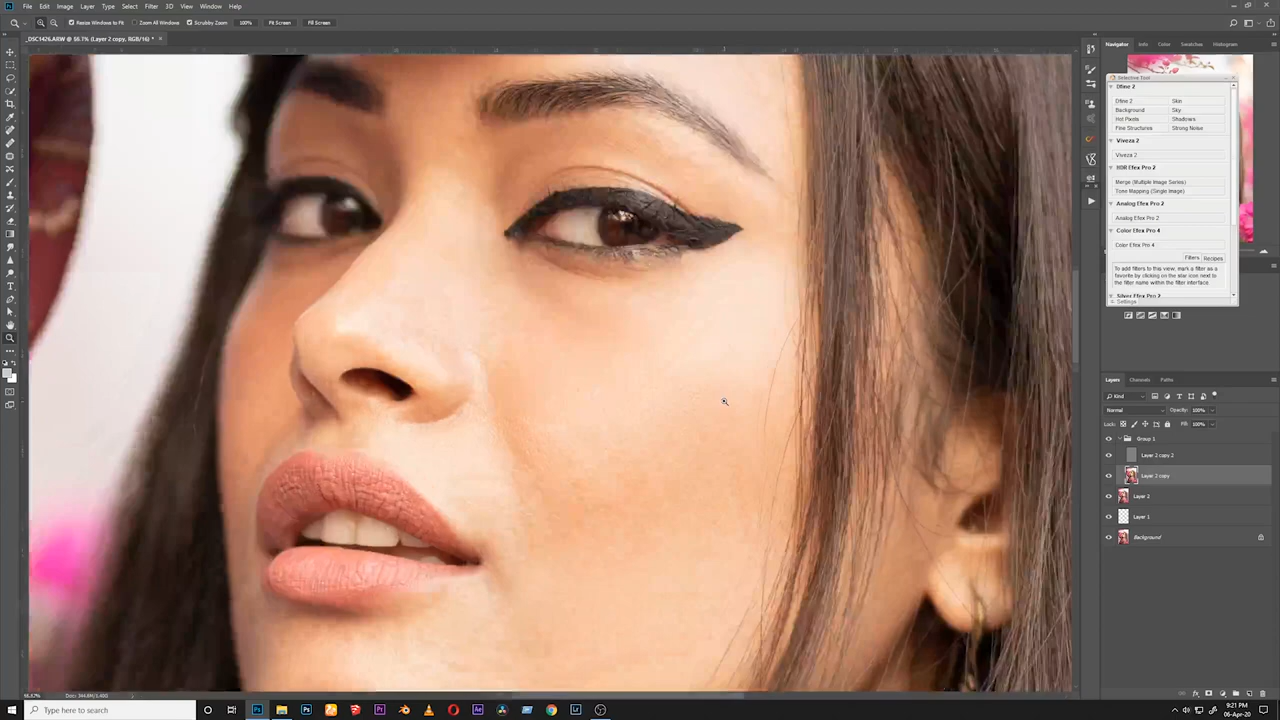 File Edit Image Layer Type Select Filter 3D View Window Help
Resize Windows to Fit Zoom All Windows Scrubby Zoom 100% Fit Screen Fill Screen
_DSC1426.ARW @ 66.7% (Layer 2 copy, RGB/16) * ×
Navigator Info Color Swatches Histogram
Selective Tool
Dfine 2
Dfine 2 Skin
Background Sky
Hot Pixels Shadows
Fine Structures Strong Noise
Viveza 2
Viveza 2
HDR Efex Pro 2
Merge (Multiple Image Series)
Tone Mapping (Single Image)
Analog Efex Pro 2
Analog Efex Pro 2
Color Efex Pro 4
Color Efex Pro 4
Filters Recipes
To add filters to this view, mark a filter as a
favorite by clicking on the star icon next to
the filter name within the filter interface
Silver Efex Pro 2
Settings
Layers Channels Paths
Kind
Normal Opacity: 100%
Lock: Fill: 100%
Group 1
Layer 2 copy 2
Layer 2 copy
Layer 2
Layer 1
Background
66.67% Doc: 344.6M/1.40G
Type here to search
9:21 PM
06-Apr-20